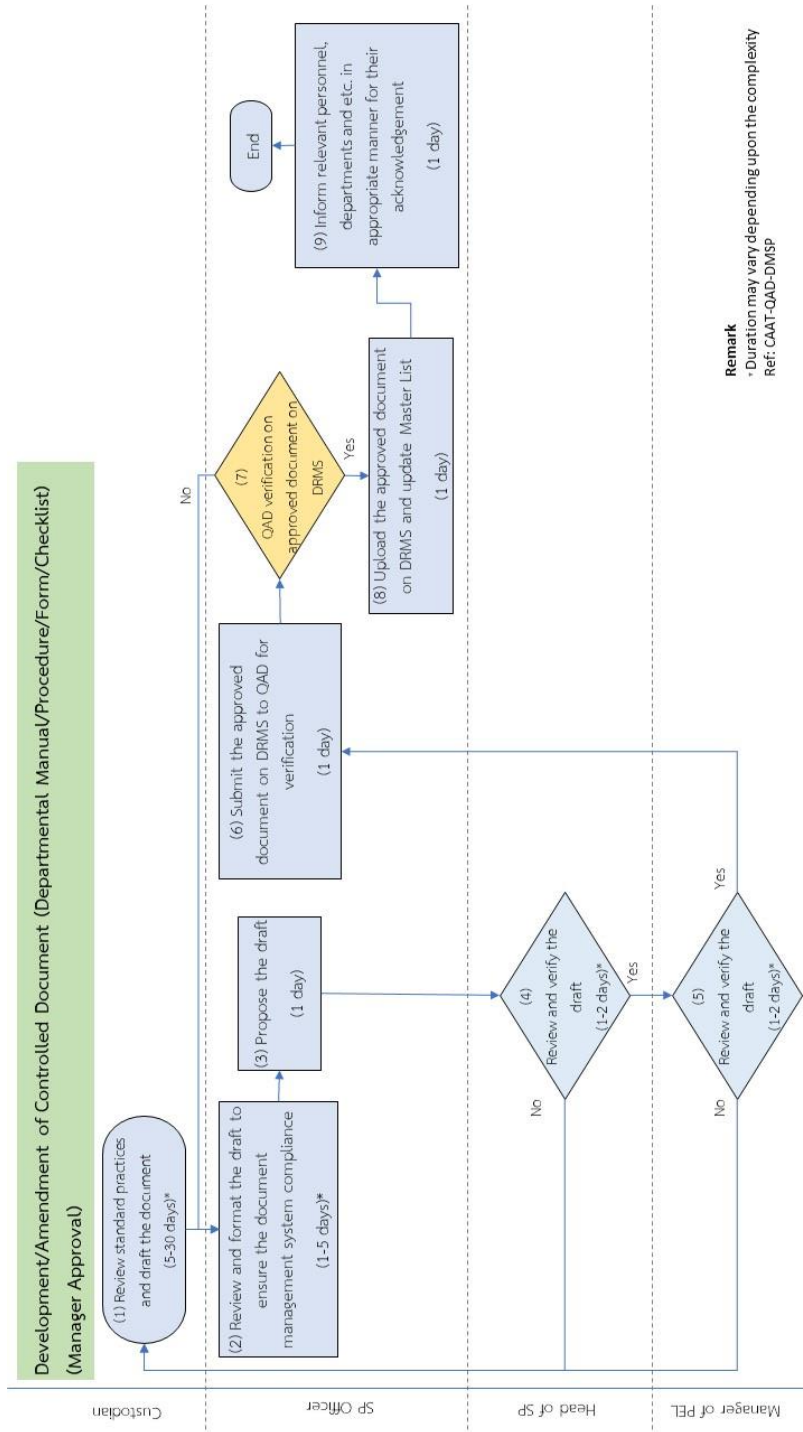 Development/Amendment of Controlled Document (Departmental Manual/Procedure/Form/Checklist)
(Manager Approval)
Custodian
(1) Review standard practices
and draft the document
(5-30 days)*
No
SP Officer
(2) Review and format the draft to
ensure the document
management system compliance
(1-5 days)*
(3) Propose the draft
(1 day)
(6) Submit the approved
document on DRMS to QAD for
verification
(1 day)
(7)
QAD verification on
approved document on
DRMS
Yes
(8) Upload the approved document
on DRMS and update Master List
(1 day)
End
(9) Inform relevant personnel,
departments and etc. in
appropriate manner for their
acknowledgement
(1 day)
Head of SP
No
(4)
Review and verify the
draft
(1-2 days)*
Yes
Manager of PEL
No
(5)
Review and verify the
draft
(1-2 days)*
Yes
Remark
* Duration may vary depending upon the complexity
Ref: CAAT-QAD-DMSP